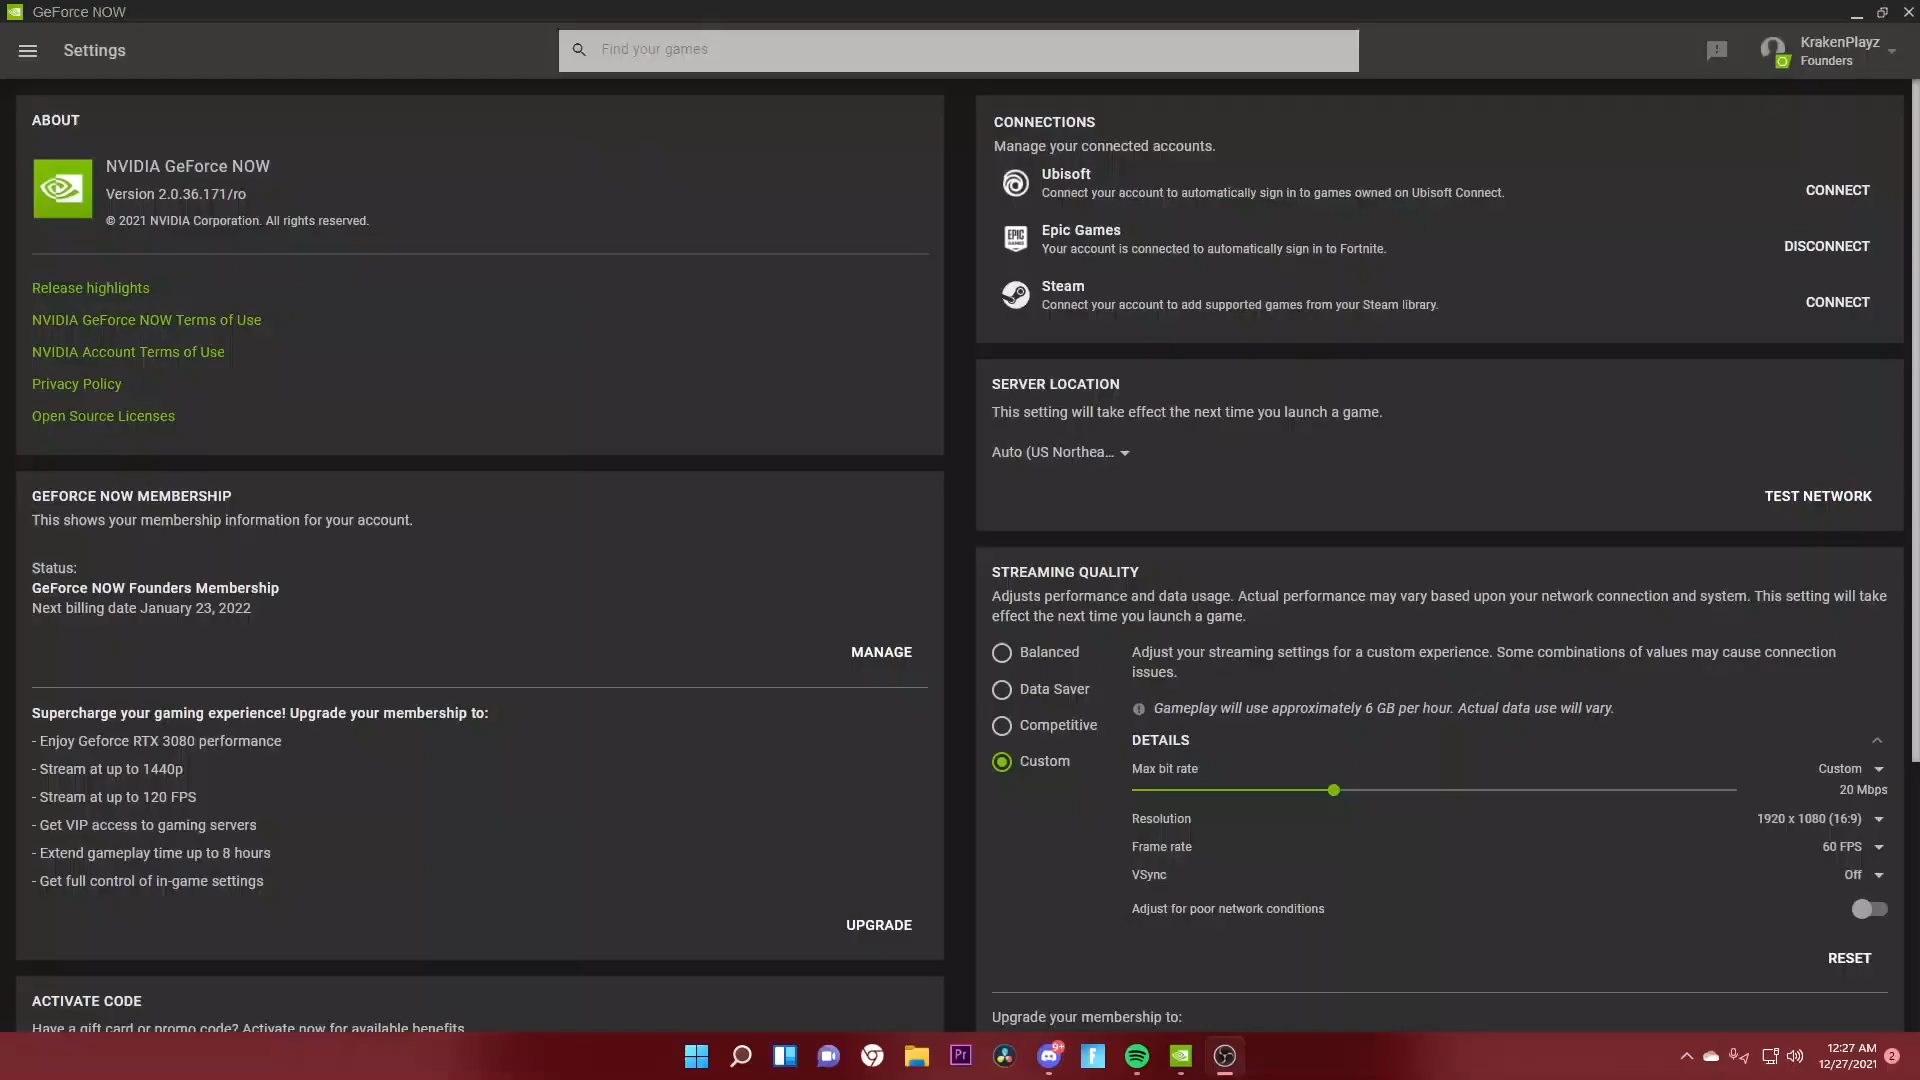 GeForce NOW
Settings
Find your games
KrakenPlayz
Founders
ABOUT
NVIDIA GeForce NOW
Version 2.0.36.171/ro
© 2021 NVIDIA Corporation. All rights reserved.
Release highlights
NVIDIA GeForce NOW Terms of Use
NVIDIA Account Terms of Use
Privacy Policy
Open Source Licenses
GEFORCE NOW MEMBERSHIP
This shows your membership information for your account.
Status:
GeForce NOW Founders Membership
Next billing date January 23, 2022
MANAGE
Supercharge your gaming experience! Upgrade your membership to:
- Enjoy Geforce RTX 3080 performance
- Stream at up to 1440p
- Stream at up to 120 FPS
- Get VIP access to gaming servers
- Extend gameplay time up to 8 hours
- Get full control of in-game settings
UPGRADE
ACTIVATE CODE
Have a gift card or promo code? Activate now for available benefits
CONNECTIONS
Manage your connected accounts.
Ubisoft
Connect your account to automatically sign in to games owned on Ubisoft Connect.
CONNECT
EPIC
GAMES
Epic Games
Your account is connected to automatically sign in to Fortnite.
DISCONNECT
Steam
Connect your account to add supported games from your Steam library.
CONNECT
SERVER LOCATION
This setting will take effect the next time you launch a game.
Auto (US Northea...
TEST NETWORK
STREAMING QUALITY
Adjusts performance and data usage. Actual performance may vary based upon your network connection and system. This setting will take
effect the next time you launch a game.
Balanced
Data Saver
Competitive
Custom
Adjust your streaming settings for a custom experience. Some combinations of values may cause connection
issues.
Gameplay will use approximately 6 GB per hour. Actual data use will vary.
DETAILS
Max bit rate
Custom
20 Mbps
Resolution
1920 x 1080 (16:9)
Frame rate
60 FPS
VSync
Off
Adjust for poor network conditions
RESET
Upgrade your membership to:
Pr
9+
F
12:27 AM
12/27/2021
2